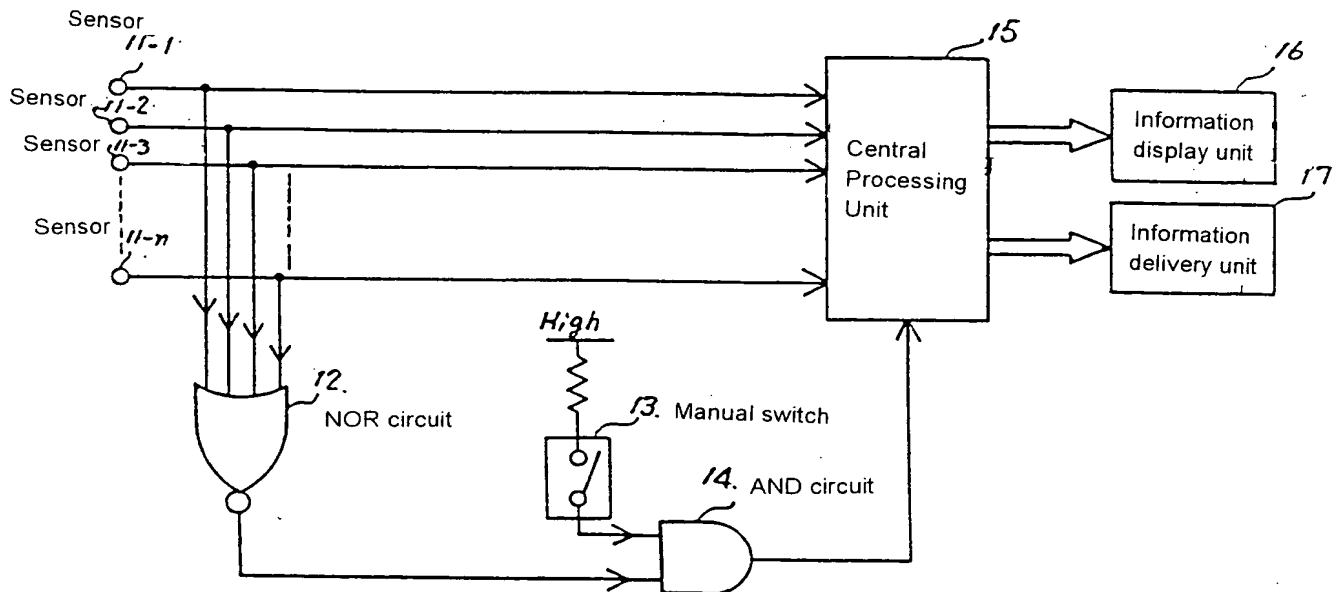 Sensor
11-1
Sensor
11-2
Sensor
11-3
Sensor
11-n
15
Central
Processing
Unit
16
Information
display unit
17
Information
delivery unit
High
12.
NOR circuit
13. Manual switch
14. AND circuit